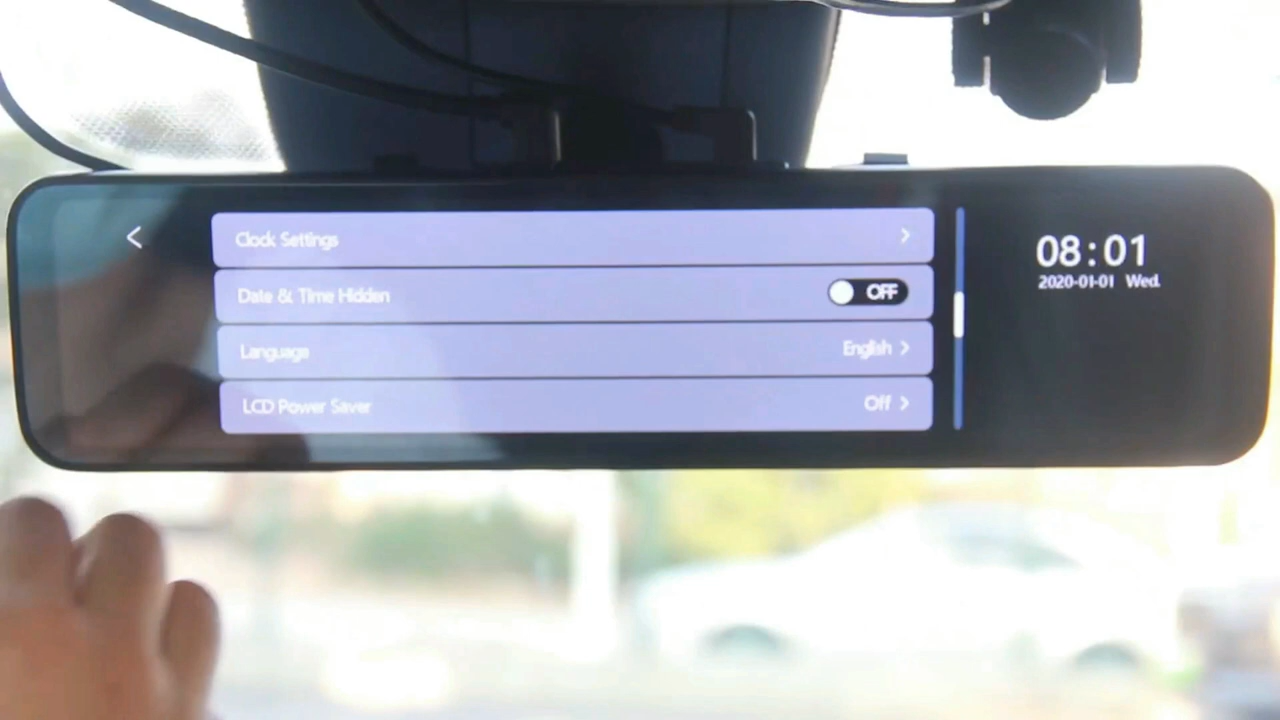 Clock Settings
Date & Time Hidden OFF
Language English
LCD Power Saver Off
08:01
2020-01-01 Wed.